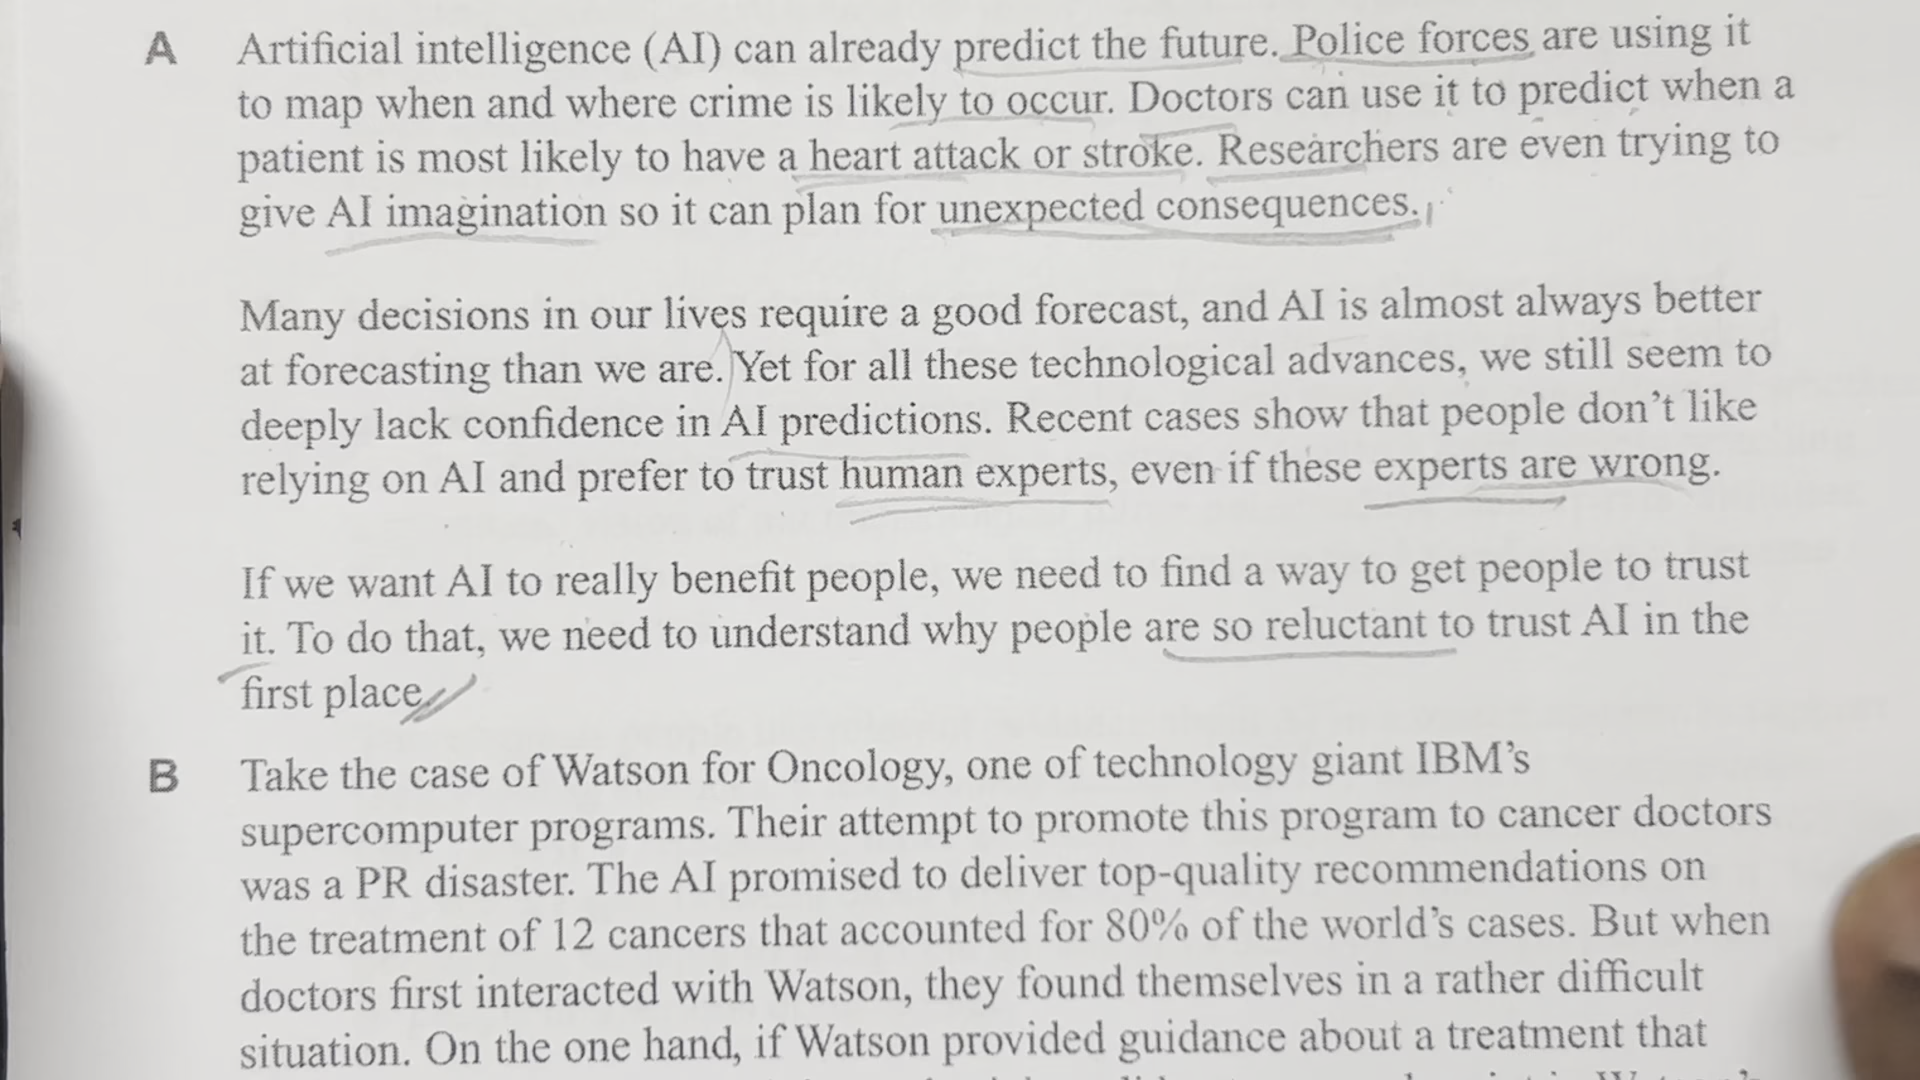 A Artificial intelligence (AI) can already predict the future. Police forces are using it
to map when and where crime is likely to occur. Doctors can use it to predict when a
patient is most likely to have a heart attack or stroke. Researchers are even trying to
give AI imagination so it can plan for unexpected consequences.
Many decisions in our lives require a good forecast, and AI is almost always better
at forecasting than we are. Yet for all these technological advances, we still seem to
deeply lack confidence in AI predictions. Recent cases show that people don't like
relying on AI and prefer to trust human experts, even if these experts are wrong.
If we want AI to really benefit people, we need to find a way to get people to trust
it. To do that, we need to understand why people are so reluctant to trust AI in the
first place.
B Take the case of Watson for Oncology, one of technology giant IBM's
supercomputer programs. Their attempt to promote this program to cancer doctors
was a PR disaster. The AI promised to deliver top-quality recommendations on
the treatment of 12 cancers that accounted for 80% of the world's cases. But when
doctors first interacted with Watson, they found themselves in a rather difficult
situation. On the one hand, if Watson provided guidance about a treatment that